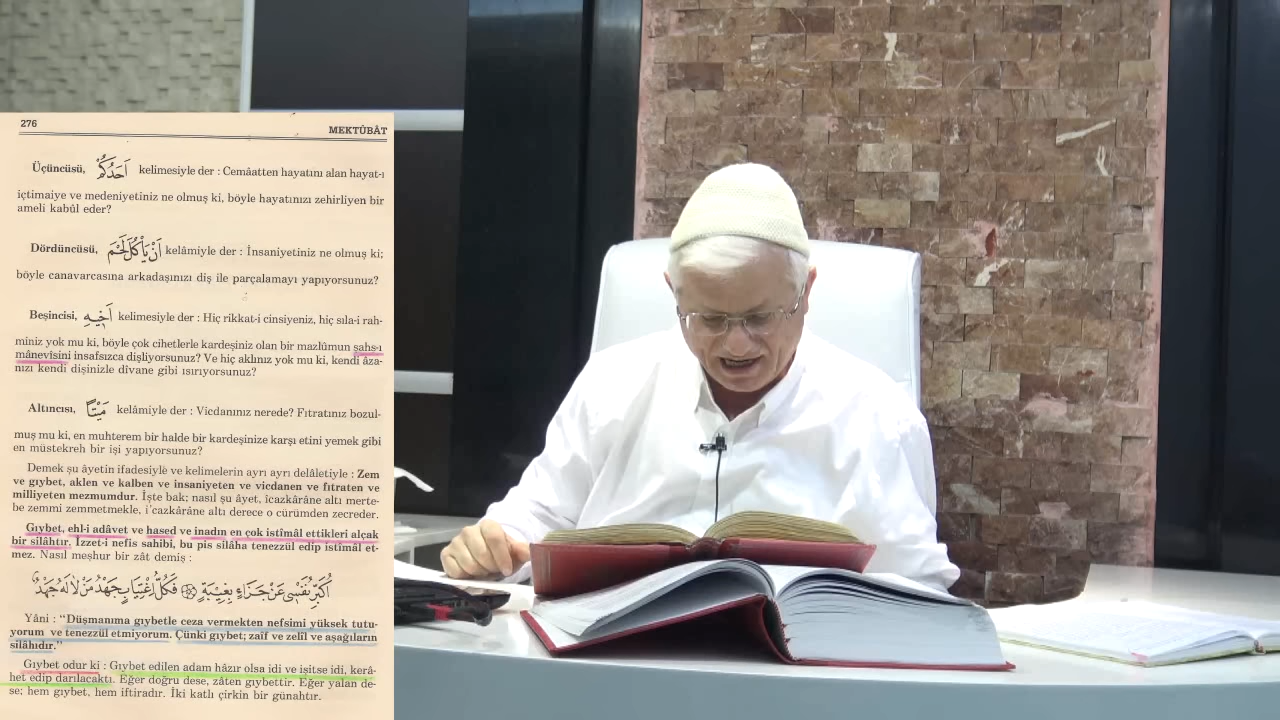 276
MEKTÛBÂT
Üçüncüsü, اَحَدُكُمْ kelimesiyle der : Cemâatten hayatını alan hayat-ı
içtimaiye ve medeniyetiniz ne olmuş ki, böyle hayatınızı zehirliyen bir
ameli kabûl eder?
Dördüncüsü, اَنْ يَاْكُلَ لَحْمَ kelâmiyle der : İnsaniyetiniz ne olmuş ki;
böyle canavarcasına arkadaşınızı diş ile parçalamayı yapıyorsunuz?
Beşincisi, اَخِيهِ kelimesiyle der : Hiç rikkat-i cinsiyeniz, hiç sıla-i rah-
miniz yok mu ki, böyle çok cihetlerle kardeşiniz olan bir mazlûmun şahs-ı
mânevîsini insafsızca dişliyorsunuz? Ve hiç aklınız yok mu ki, kendi âza-
nızı kendi dişinizle dîvane gibi ısırıyorsunuz?
Altıncısı, مَيْتًا kelâmiyle der : Vicdanınız nerede? Fıtratınız bozul-
muş mu ki, en muhterem bir halde bir kardeşinize karşı etini yemek gibi
en müstekreh bir işi yapıyorsunuz?
Demek şu âyetin ifadesiyle ve kelimelerin ayrı ayrı delâletiyle : Zem
ve gıybet, aklen ve kalben ve insaniyeten ve vicdanen ve fıtraten ve
milliyeten mezmumdur. İşte bak; nasıl şu âyet, îcazkârâne altı merte-
be zemmi zemmetmekle, i'cazkârâne altı derece o cürümden zecreder.
Gıybet, ehl-i adâvet ve hased ve inadın en çok istîmâl ettikleri alçak
bir silâhtır. İzzet-i nefis sahibi, bu pis silâha tenezzül edip istîmal et-
mez. Nasıl meşhur bir zât demiş :
اُكَبِّرُ نَفْسِى عَنْ جَزَاءٍ بِغِيْبَةٍ ۞ فَكُلُّ اغْتِيَابٍ جَهْدُ مَنْ لَا لَهُ جَهْدٌ
Yâni : "Düşmanıma gıybetle ceza vermekten nefsimi yüksek tutu-
yorum ve tenezzül etmiyorum. Çünki gıybet; zaîf ve zelîl ve aşağıların
silâhıdır."
Gıybet odur ki : Gıybet edilen adam hâzır olsa idi ve işitse idi, kerâ-
het edip darılacaktı. Eğer doğru dese, zâten gıybettir. Eğer yalan de-
se; hem gıybet, hem iftiradır. İki katlı çirkin bir günahtır.